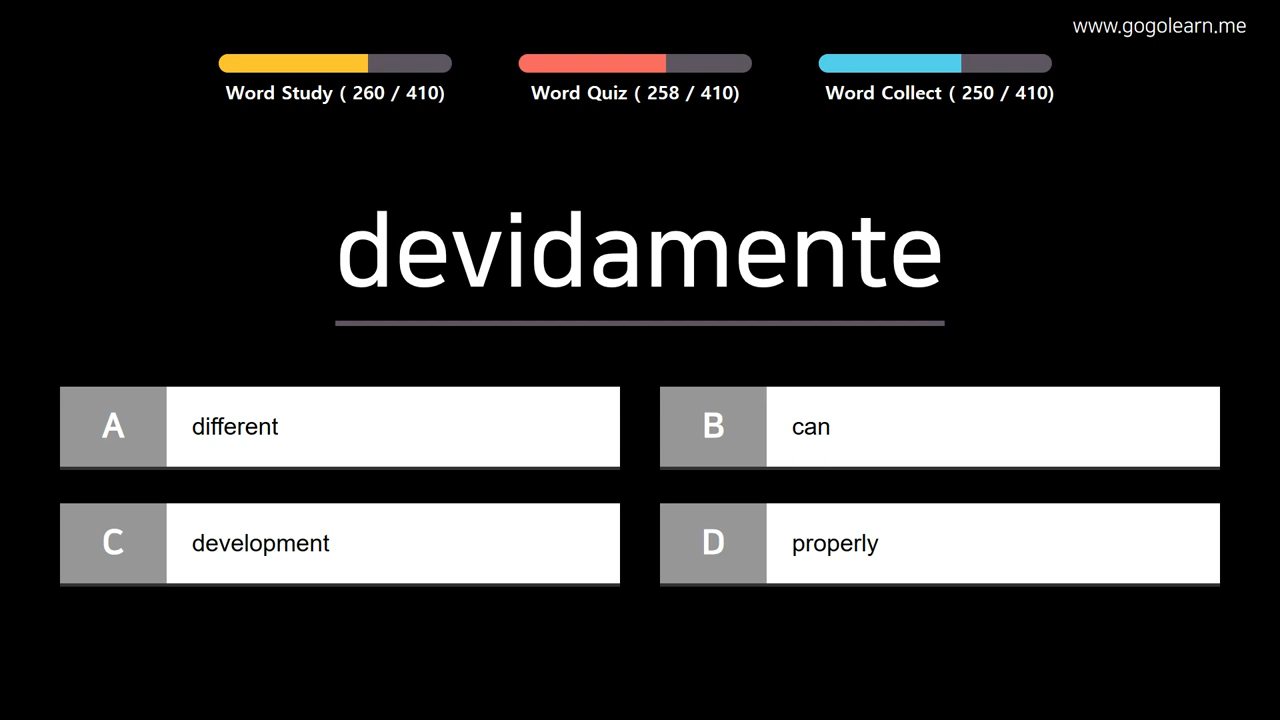 www.gogolearn.me
Word Study ( 260 / 410)
Word Quiz ( 258 / 410)
Word Collect ( 250 / 410)
devidamente
A different
B can
C development
D properly